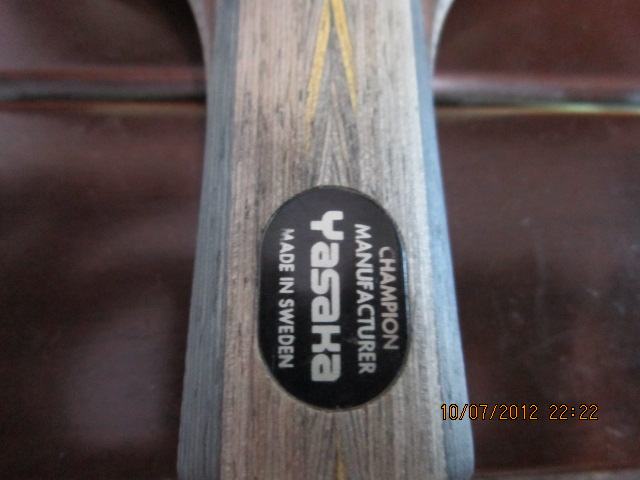 CHAMPION
MANUFACTURER
Yasaka
MADE IN SWEDEN
10/07/2012 22:22